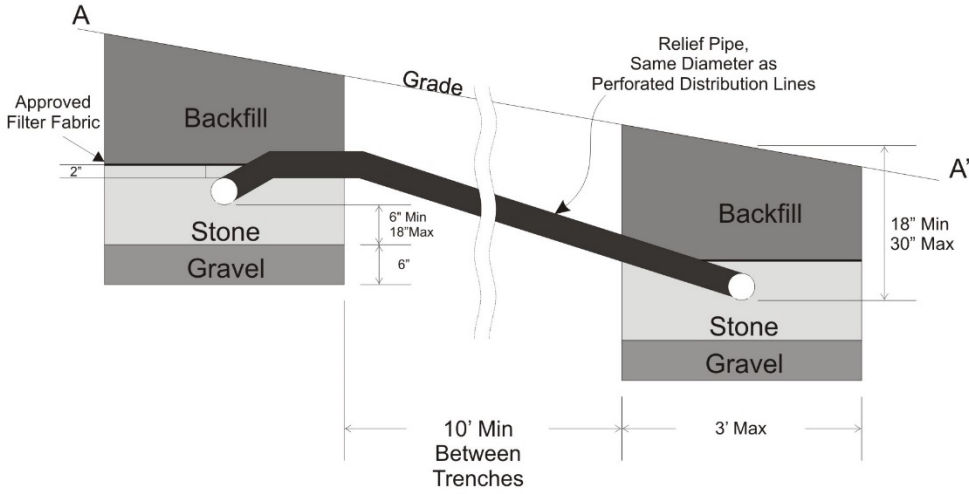 A
Relief Pipe,
Same Diameter as
Perforated Distribution Lines
Grade
Approved
Filter Fabric
Backfill
2"
A'
6" Min
18"Max
Stone
6"
Gravel
Backfill
18" Min
30" Max
Stone
Gravel
10' Min
Between
Trenches
3' Max